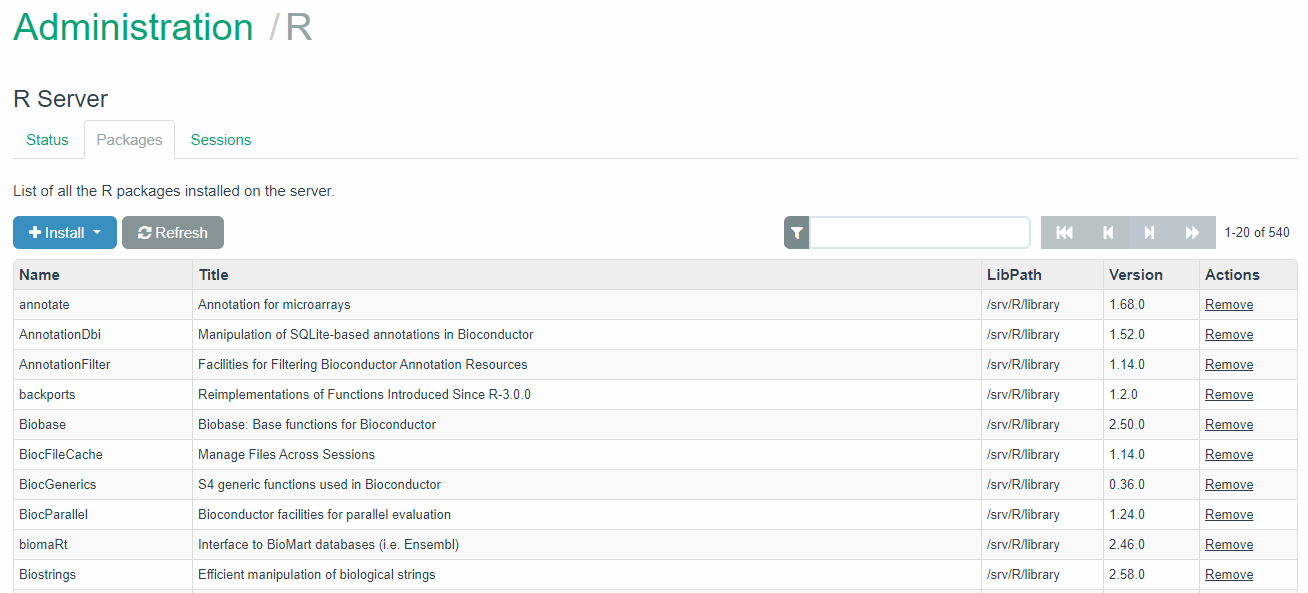 Administration / R
R Server
Status Packages Sessions
List of all the R packages installed on the server.
Install Refresh 1-20 of 540
Name Title LibPath Version Actions
annotate Annotation for microarrays /srv/R/library 1.68.0 Remove
AnnotationDbi Manipulation of SQLite-based annotations in Bioconductor /srv/R/library 1.52.0 Remove
AnnotationFilter Facilities for Filtering Bioconductor Annotation Resources /srv/R/library 1.14.0 Remove
backports Reimplementations of Functions Introduced Since R-3.0.0 /srv/R/library 1.2.0 Remove
Biobase Biobase: Base functions for Bioconductor /srv/R/library 2.50.0 Remove
BiocFileCache Manage Files Across Sessions /srv/R/library 1.14.0 Remove
BiocGenerics S4 generic functions used in Bioconductor /srv/R/library 0.36.0 Remove
BiocParallel Bioconductor facilities for parallel evaluation /srv/R/library 1.24.0 Remove
biomaRt Interface to BioMart databases (i.e. Ensembl) /srv/R/library 2.46.0 Remove
Biostrings Efficient manipulation of biological strings /srv/R/library 2.58.0 Remove